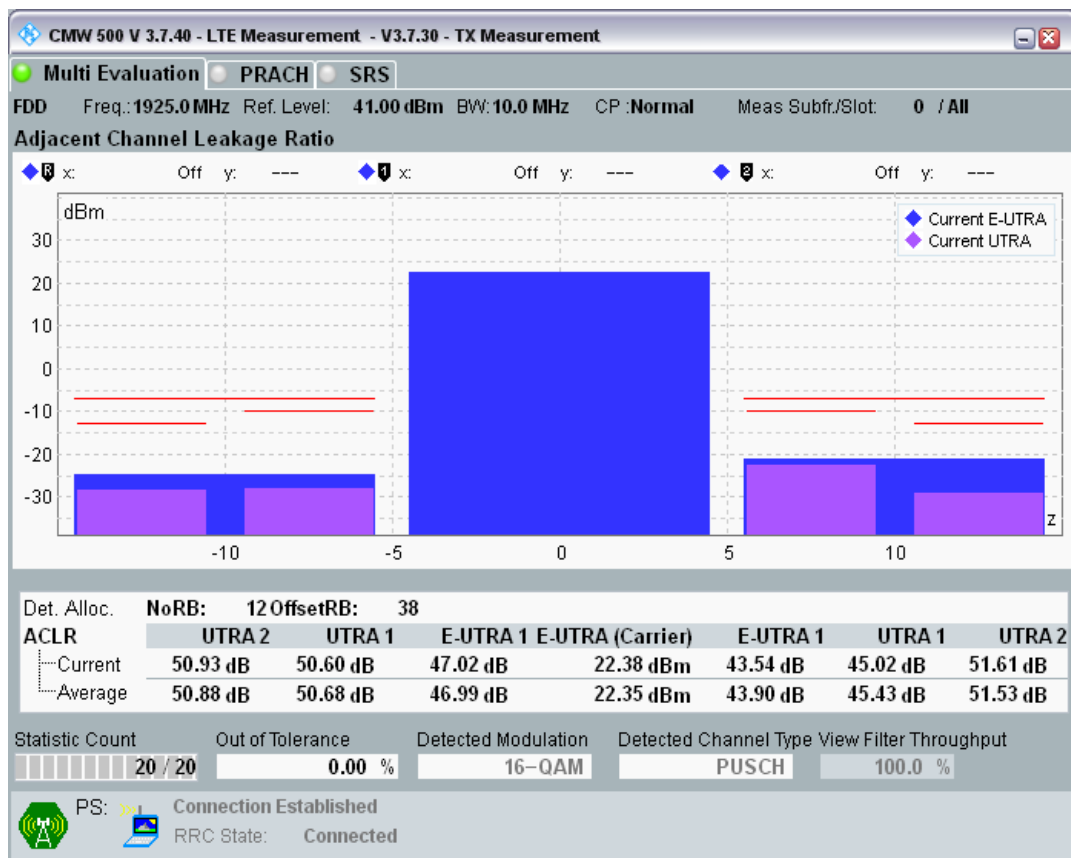 CMW 500 V 3.7.40 - LTE Measurement - V3.7.30 - TX Measurement
Multi Evaluation PRACH SRS
FDD Freq.:1925.0 MHz Ref. Level: 41.00 dBm BW:10.0 MHz CP :Normal Meas Subfr./Slot: 0 / All
Adjacent Channel Leakage Ratio
R x: Off y: --- 1 x: Off y: --- 2 x: Off y: ---
dBm
Current E-UTRA
Current UTRA
30
20
10
0
-10
-20
-30
z
-10 -5 0 5 10
Det. Alloc. NoRB: 12 OffsetRB: 38
ACLR UTRA 2 UTRA 1 E-UTRA 1 E-UTRA (Carrier) E-UTRA 1 UTRA 1 UTRA 2
Current 50.93 dB 50.60 dB 47.02 dB 22.38 dBm 43.54 dB 45.02 dB 51.61 dB
Average 50.88 dB 50.68 dB 46.99 dB 22.35 dBm 43.90 dB 45.43 dB 51.53 dB
Statistic Count Out of Tolerance Detected Modulation Detected Channel Type View Filter Throughput
20 / 20 0.00 % 16-QAM PUSCH 100.0 %
PS: Connection Established
RRC State: Connected